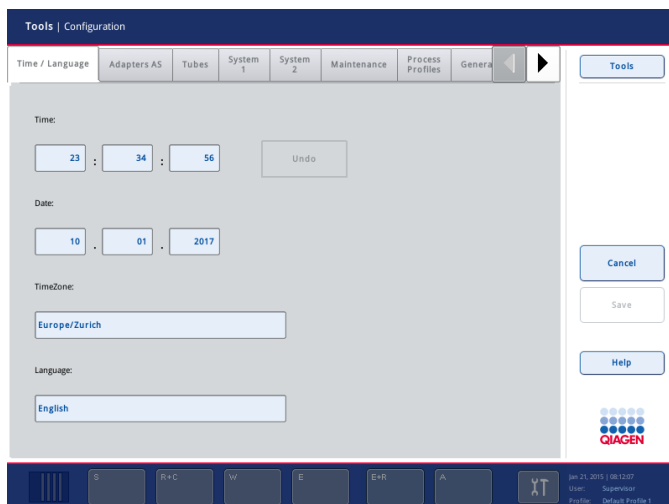 Tools | Configuration
Time / Language
Adapters AS
Tubes
System 1
System 2
Maintenance
Process Profiles
Genera
Tools
Time:
23 : 34 : 56
Undo
Date:
10 . 01 . 2017
Cancel
TimeZone:
Save
Europe/Zurich
Help
Language:
English
QIAGEN
S
R+C
W
E
E+R
A
Jan 21, 2015 | 08:12:07
User: Supervisor
Profile: Default Profile 1